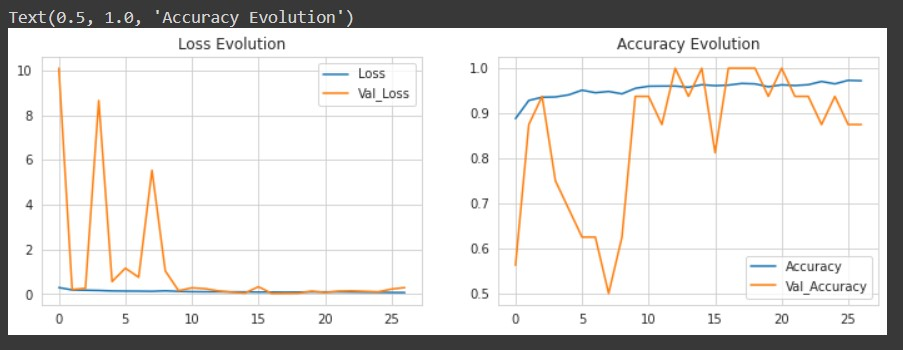 Text(0.5, 1.0, 'Accuracy Evolution')
Loss Evolution
Loss
Val_Loss
10
8
6
4
2
0
0 5 10 15 20 25
Accuracy Evolution
1.0
0.9
0.8
0.7
0.6
0.5
Accuracy
Val_Accuracy
0 5 10 15 20 25